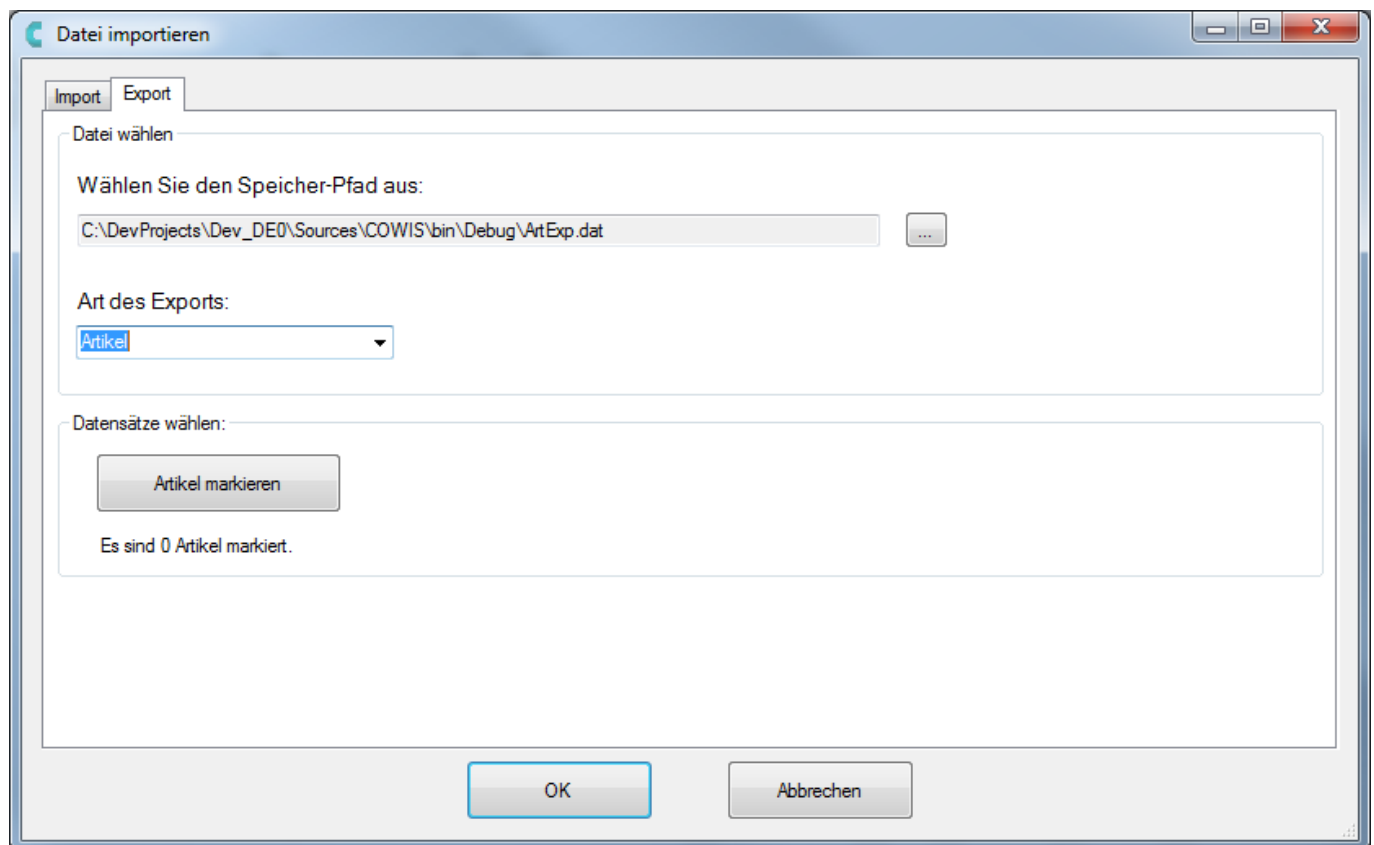 Datei importieren
Import Export
Datei wählen
Wählen Sie den Speicher-Pfad aus:
C:\DevProjects\Dev_DE0\Sources\COWIS\bin\Debug\ArtExp.dat ...
Art des Exports:
Artikel
Datensätze wählen:
Artikel markieren
Es sind 0 Artikel markiert.
OK Abbrechen